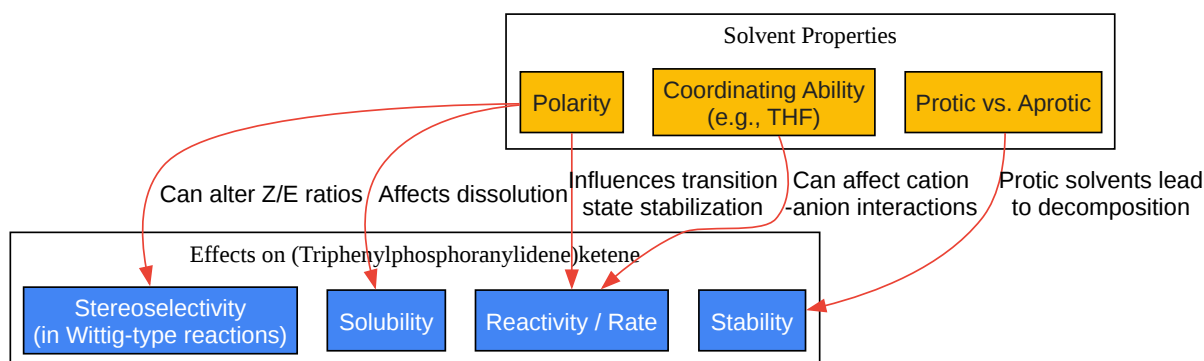 Solvent Properties
Polarity
Coordinating Ability
(e.g., THF)
Protic vs. Aprotic
Can alter Z/E ratios
Affects dissolution
Influences transition
state stabilization
Can affect cation
-anion interactions
Protic solvents lead
to decomposition
Effects on (Triphenylphosphoranylidene)ketene
Stereoselectivity
(in Wittig-type reactions)
Solubility
Reactivity / Rate
Stability